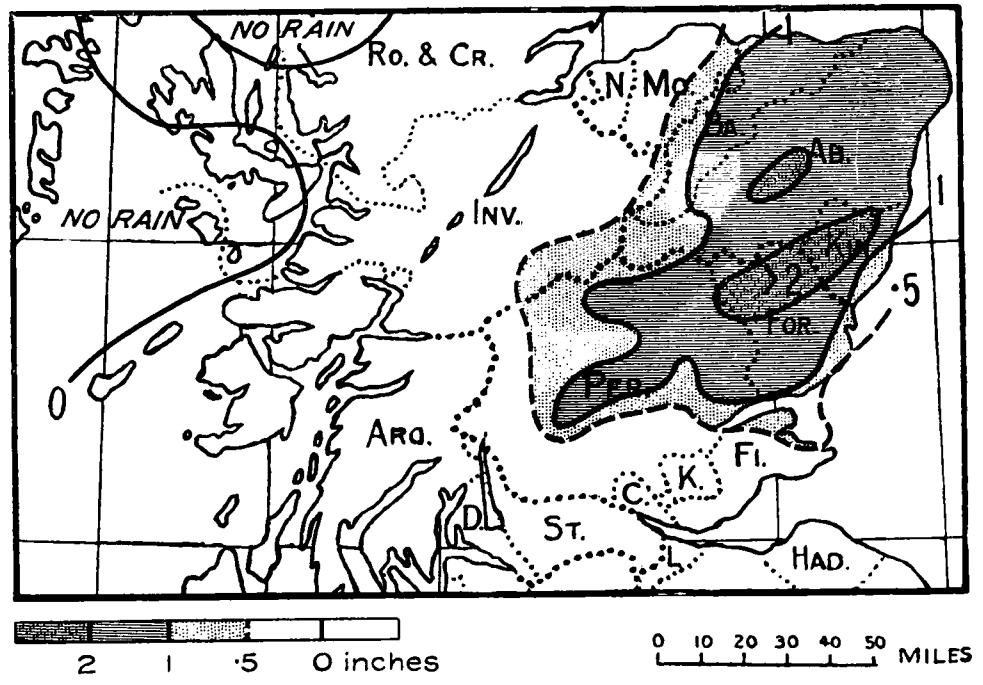 NO RAIN
RO. & CR.
N.
MO.
BA.
AB.
NO RAIN
INV.
1
2
KIN.
.5
FOR.
PER.
ARG.
FI.
K.
C.
D.
ST.
L.
HAD.
2 1 .5 0 inches
0 10 20 30 40 50 MILES